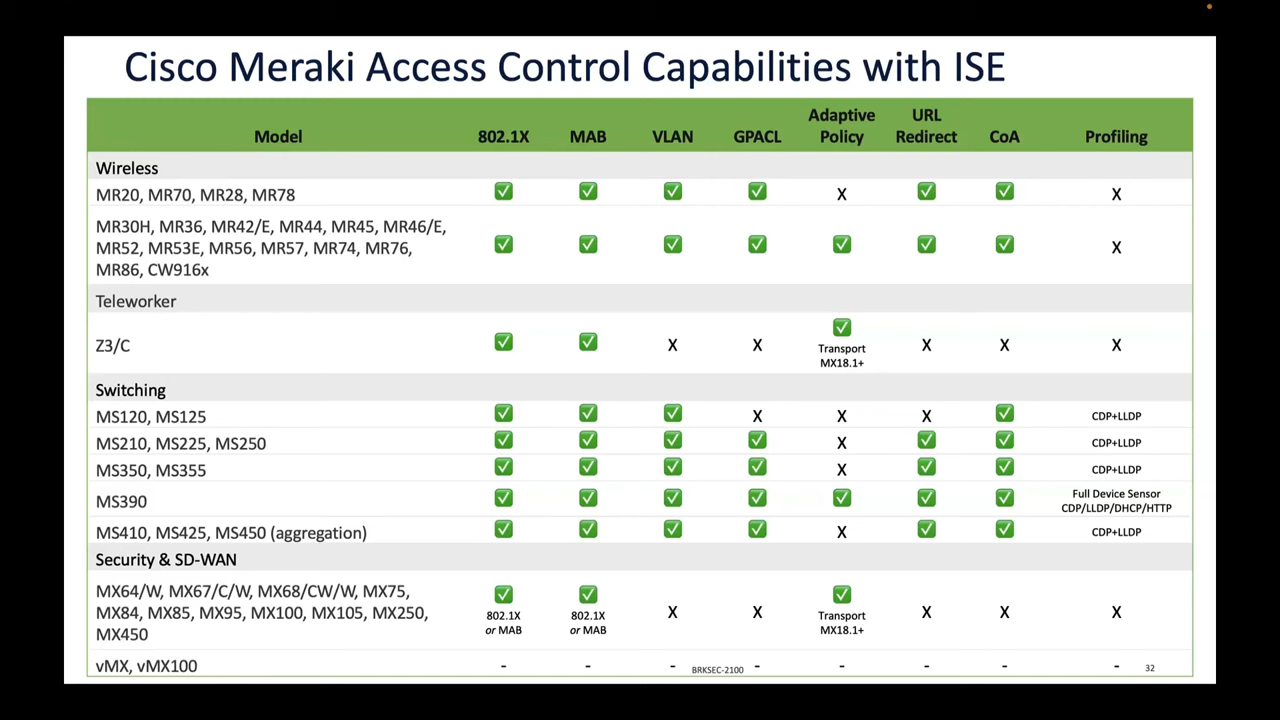 Cisco Meraki Access Control Capabilities with ISE
Model 802.1X MAB VLAN GPACL Adaptive Policy URL Redirect CoA Profiling
Wireless
MR20, MR70, MR28, MR78 ✅ ✅ ✅ ✅ X ✅ ✅ X
MR30H, MR36, MR42/E, MR44, MR45, MR46/E,
MR52, MR53E, MR56, MR57, MR74, MR76, ✅ ✅ ✅ ✅ ✅ ✅ ✅ X
MR86, CW916x
Teleworker
Z3/C ✅ ✅ X X ✅ X X X
Transport
MX18.1+
Switching
MS120, MS125 ✅ ✅ ✅ X X X ✅ CDP+LLDP
MS210, MS225, MS250 ✅ ✅ ✅ ✅ X ✅ ✅ CDP+LLDP
MS350, MS355 ✅ ✅ ✅ ✅ X ✅ ✅ CDP+LLDP
MS390 ✅ ✅ ✅ ✅ ✅ ✅ ✅ Full Device Sensor
CDP/LLDP/DHCP/HTTP
MS410, MS425, MS450 (aggregation) ✅ ✅ ✅ ✅ X ✅ ✅ CDP+LLDP
Security & SD-WAN
MX64/W, MX67/C/W, MX68/CW/W, MX75, ✅ ✅ ✅
MX84, MX85, MX95, MX100, MX105, MX250, 802.1X 802.1X X X Transport X X X
MX450 or MAB or MAB MX18.1+
vMX, vMX100 - - - - - - - -
BRKSEC-2100
32